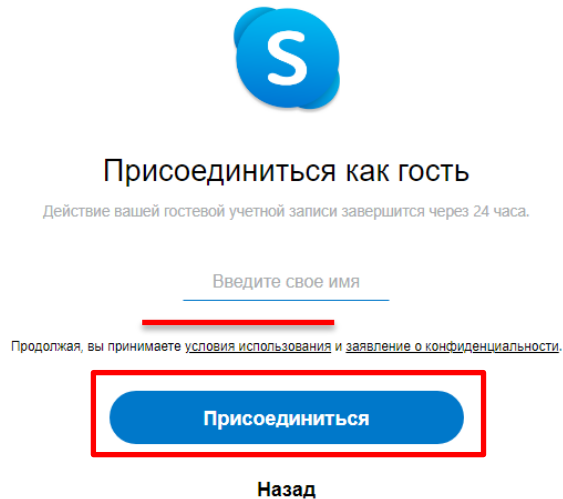 S
Присоединиться как гость
Действие вашей гостевой учетной записи завершится через 24 часа.
Введите свое имя
Продолжая, вы принимаете условия использования и заявление о конфиденциальности.
Присоединиться
Назад